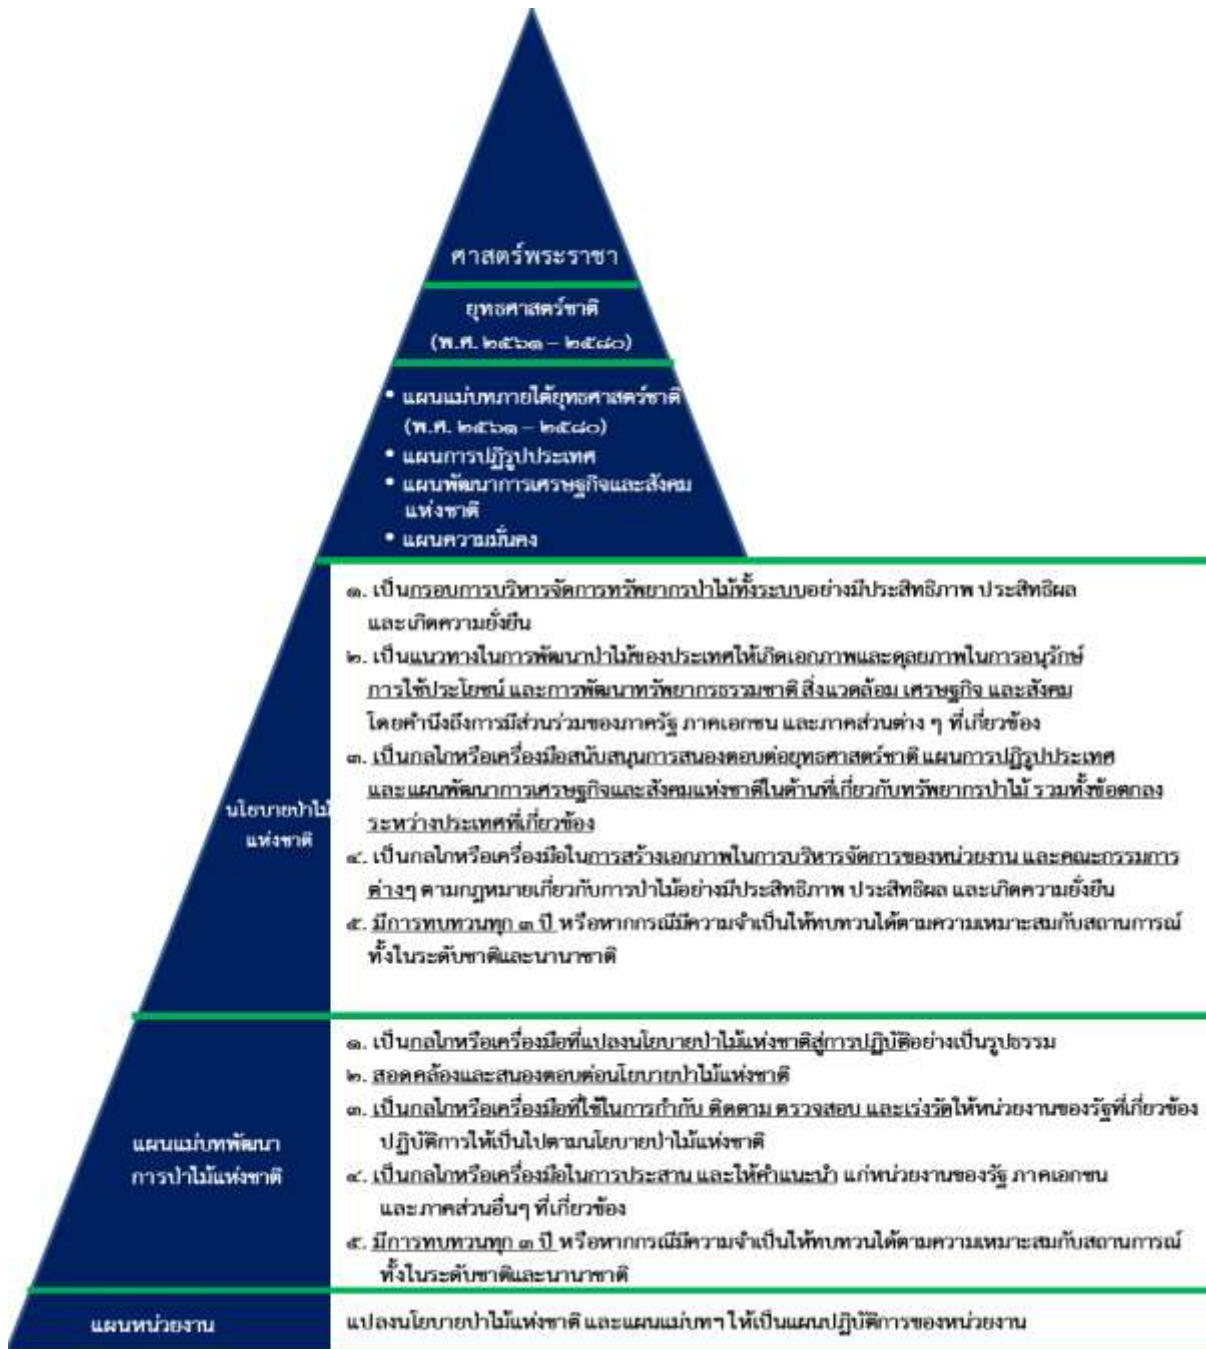 ศาสตร์พระราชา
ยุทธศาสตร์ชาติ
(พ.ศ. ๒๕๖๑ – ๒๕๘๐)
• แผนแม่บทภายใต้ยุทธศาสตร์ชาติ
(พ.ศ. ๒๕๖๑ – ๒๕๘๐)
• แผนการปฏิรูปประเทศ
• แผนพัฒนาการเศรษฐกิจและสังคม
แห่งชาติ
• แผนความมั่นคง
นโยบายป่าไม้
แห่งชาติ
๑. เป็นกรอบการบริหารจัดการทรัพยากรป่าไม้ทั้งระบบอย่างมีประสิทธิภาพ ประสิทธิผล
และเกิดความยั่งยืน
๒. เป็นแนวทางในการพัฒนาป่าไม้ของประเทศให้เกิดเอกภาพและดุลยภาพในการอนุรักษ์
การใช้ประโยชน์ และการพัฒนาทรัพยากรธรรมชาติ สิ่งแวดล้อม เศรษฐกิจ และสังคม
โดยคำนึงถึงการมีส่วนร่วมของภาครัฐ ภาคเอกชน และภาคส่วนต่าง ๆ ที่เกี่ยวข้อง
๓. เป็นกลไกหรือเครื่องมือสนับสนุนการสนองตอบต่อยุทธศาสตร์ชาติ แผนการปฏิรูปประเทศ
และแผนพัฒนาการเศรษฐกิจและสังคมแห่งชาติในด้านที่เกี่ยวกับทรัพยากรป่าไม้ รวมทั้งข้อตกลง
ระหว่างประเทศที่เกี่ยวข้อง
๔. เป็นกลไกหรือเครื่องมือในการสร้างเอกภาพในการบริหารจัดการของหน่วยงาน และคณะกรรมการ
ต่างๆ ตามกฎหมายเกี่ยวกับการป่าไม้อย่างมีประสิทธิภาพ ประสิทธิผล และเกิดความยั่งยืน
๕. มีการทบทวนทุก ๓ ปี หรือหากกรณีมีความจำเป็นให้ทบทวนได้ตามความเหมาะสมกับสถานการณ์
ทั้งในระดับชาติและนานาชาติ
แผนแม่บทพัฒนา
การป่าไม้แห่งชาติ
๑. เป็นกลไกหรือเครื่องมือที่แปลงนโยบายป่าไม้แห่งชาติสู่การปฏิบัติอย่างเป็นรูปธรรม
๒. สอดคล้องและสนองตอบต่อนโยบายป่าไม้แห่งชาติ
๓. เป็นกลไกหรือเครื่องมือที่ใช้ในการกำกับ ติดตาม ตรวจสอบ และเร่งรัดให้หน่วยงานของรัฐที่เกี่ยวข้อง
ปฏิบัติการให้เป็นไปตามนโยบายป่าไม้แห่งชาติ
๔. เป็นกลไกหรือเครื่องมือในการประสาน และให้คำแนะนำ แก่หน่วยงานของรัฐ ภาคเอกชน
และภาคส่วนอื่นๆ ที่เกี่ยวข้อง
๕. มีการทบทวนทุก ๓ ปี หรือหากกรณีมีความจำเป็นให้ทบทวนได้ตามความเหมาะสมกับสถานการณ์
ทั้งในระดับชาติและนานาชาติ
แผนหน่วยงาน
แปลงนโยบายป่าไม้แห่งชาติ และแผนแม่บทฯ ให้เป็นแผนปฏิบัติการของหน่วยงาน